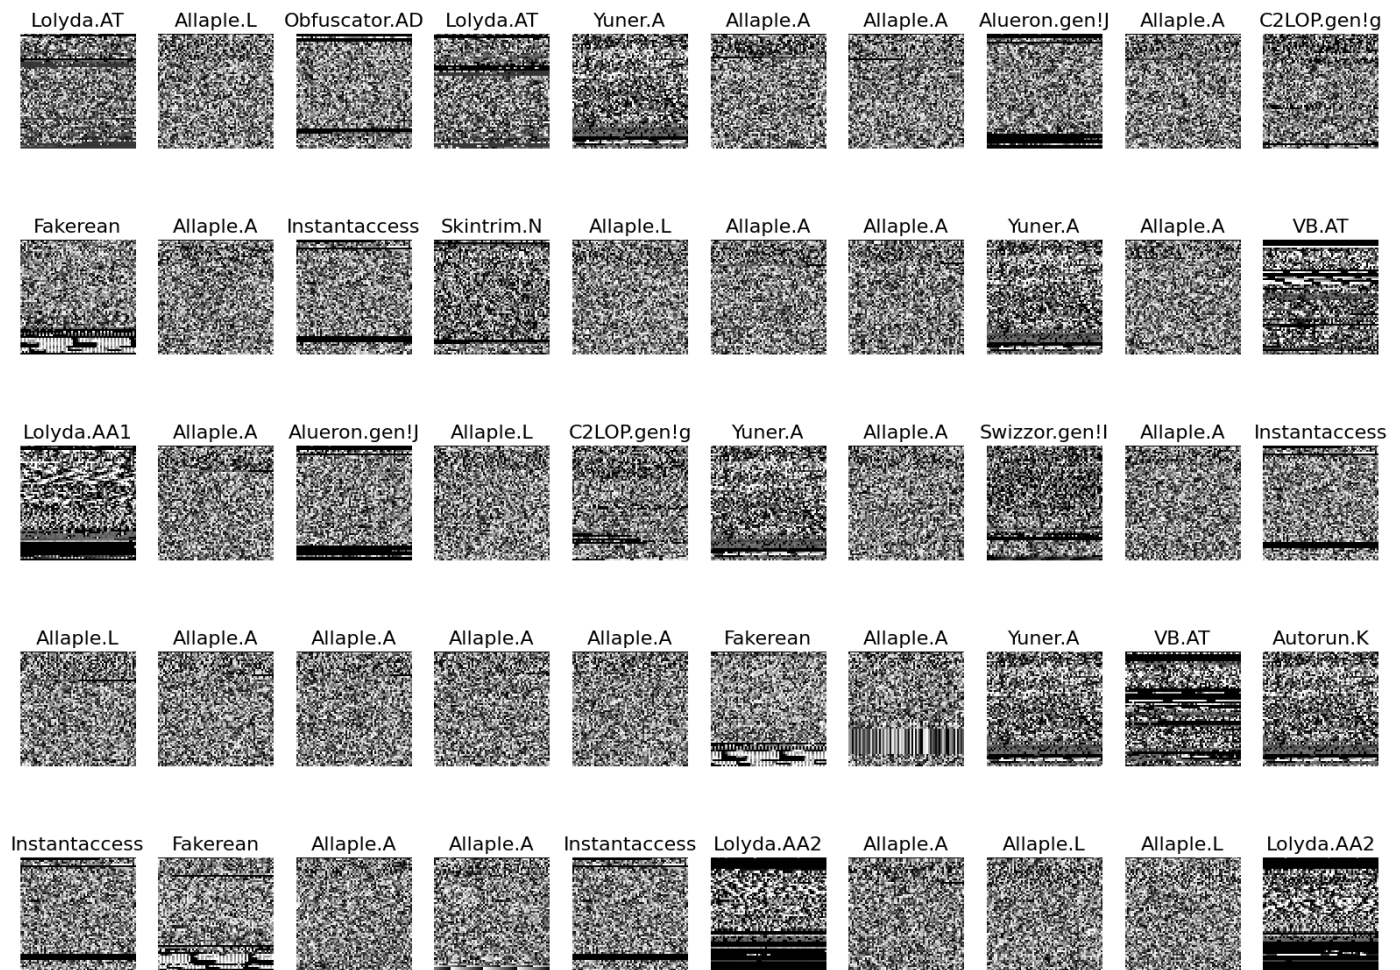 Lolyda.AT Allaple.L Obfuscator.AD Lolyda.AT Yuner.A Allaple.A Allaple.A Alueron.gen!J Allaple.A C2LOP.gen!g
Fakerean Allaple.A Instantaccess Skintrim.N Allaple.L Allaple.A Allaple.A Yuner.A Allaple.A VB.AT
Lolyda.AA1 Allaple.A Alueron.gen!J Allaple.L C2LOP.gen!g Yuner.A Allaple.A Swizzor.gen!I Allaple.A Instantaccess
Allaple.L Allaple.A Allaple.A Allaple.A Allaple.A Fakerean Allaple.A Yuner.A VB.AT Autorun.K
Instantaccess Fakerean Allaple.A Allaple.A Instantaccess Lolyda.AA2 Allaple.A Allaple.L Allaple.L Lolyda.AA2